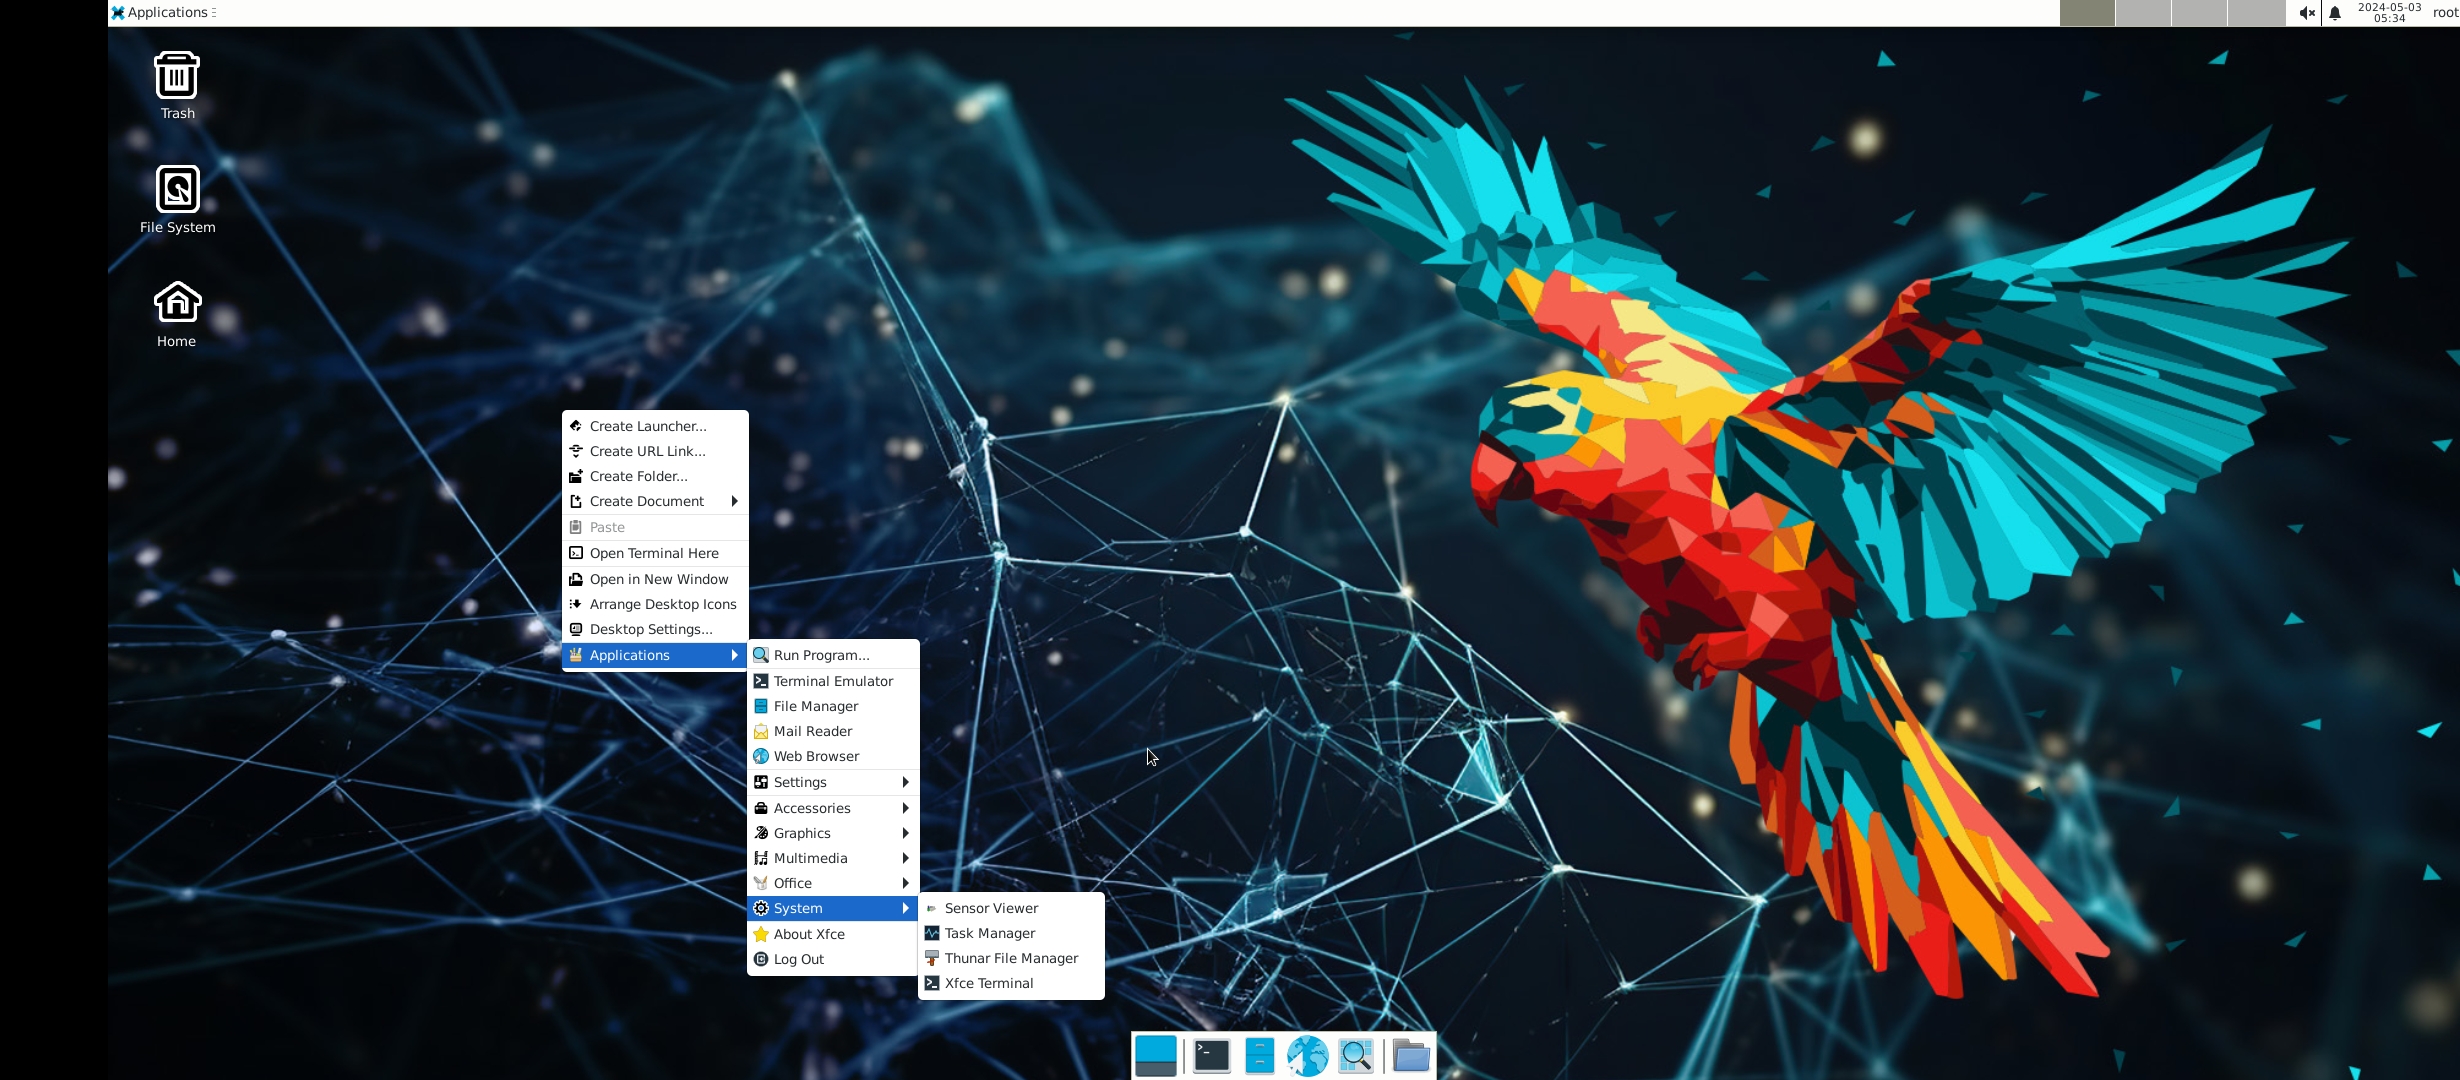 Applications
2024-05-03
05:34
root
Trash
File System
Home
Create Launcher...
Create URL Link...
Create Folder...
Create Document
Paste
Open Terminal Here
Open in New Window
Arrange Desktop Icons
Desktop Settings...
Applications
Run Program...
Terminal Emulator
File Manager
Mail Reader
Web Browser
Settings
Accessories
Graphics
Multimedia
Office
System
About Xfce
Log Out
Sensor Viewer
Task Manager
Thunar File Manager
Xfce Terminal